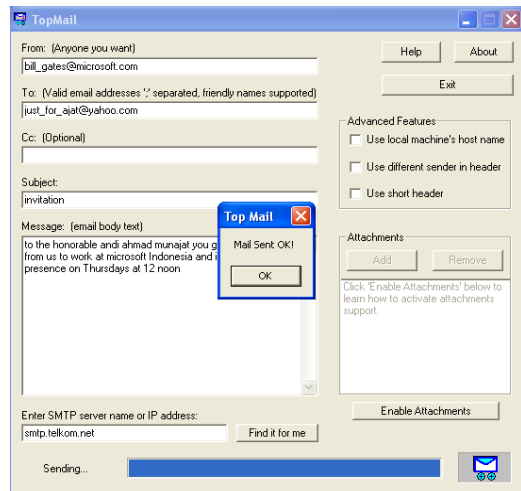 TopMail
From: (Anyone you want)
bill_gates@microsoft.com
Help
About
Exit
To: (Valid email addresses ';' separated, friendly names supported)
just_for_ajat@yahoo.com
Cc: (Optional)
Advanced Features
Use local machine's host name
Use different sender in header
Use short header
Subject:
invitation
Message: (email body text)
to the honorable andi ahmad munajat you g
from us to work at microsoft Indonesia and i
presence on Thursdays at 12 noon
Top Mail
Mail Sent OK!
OK
Attachments
Add
Remove
Click 'Enable Attachments' below to
learn how to activate attachments
support.
Enable Attachments
Enter SMTP server name or IP address:
smtp.telkom.net
Find it for me
Sending...